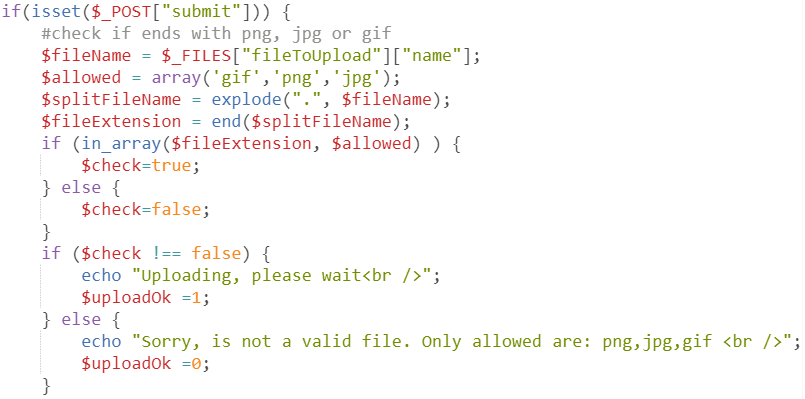 if(isset($_POST["submit"])) {
#check if ends with png, jpg or gif
$fileName = $_FILES["fileToUpload"]["name"];
$allowed = array('gif','png','jpg');
$splitFileName = explode(".", $fileName);
$fileExtension = end($splitFileName);
if (in_array($fileExtension, $allowed) ) {
$check=true;
} else {
$check=false;
}
if ($check !== false) {
echo "Uploading, please wait<br />";
$uploadOk =1;
} else {
echo "Sorry, is not a valid file. Only allowed are: png,jpg,gif <br />";
$uploadOk =0;
}